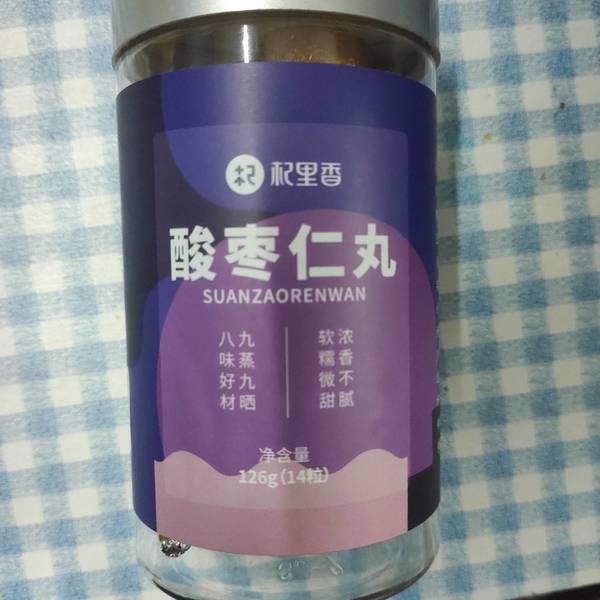 杞 杞里香
酸枣仁丸
SUANZAORENWAN
九蒸九晒
八味好材
浓香不腻
软糯微甜
净含量
126g(14粒)